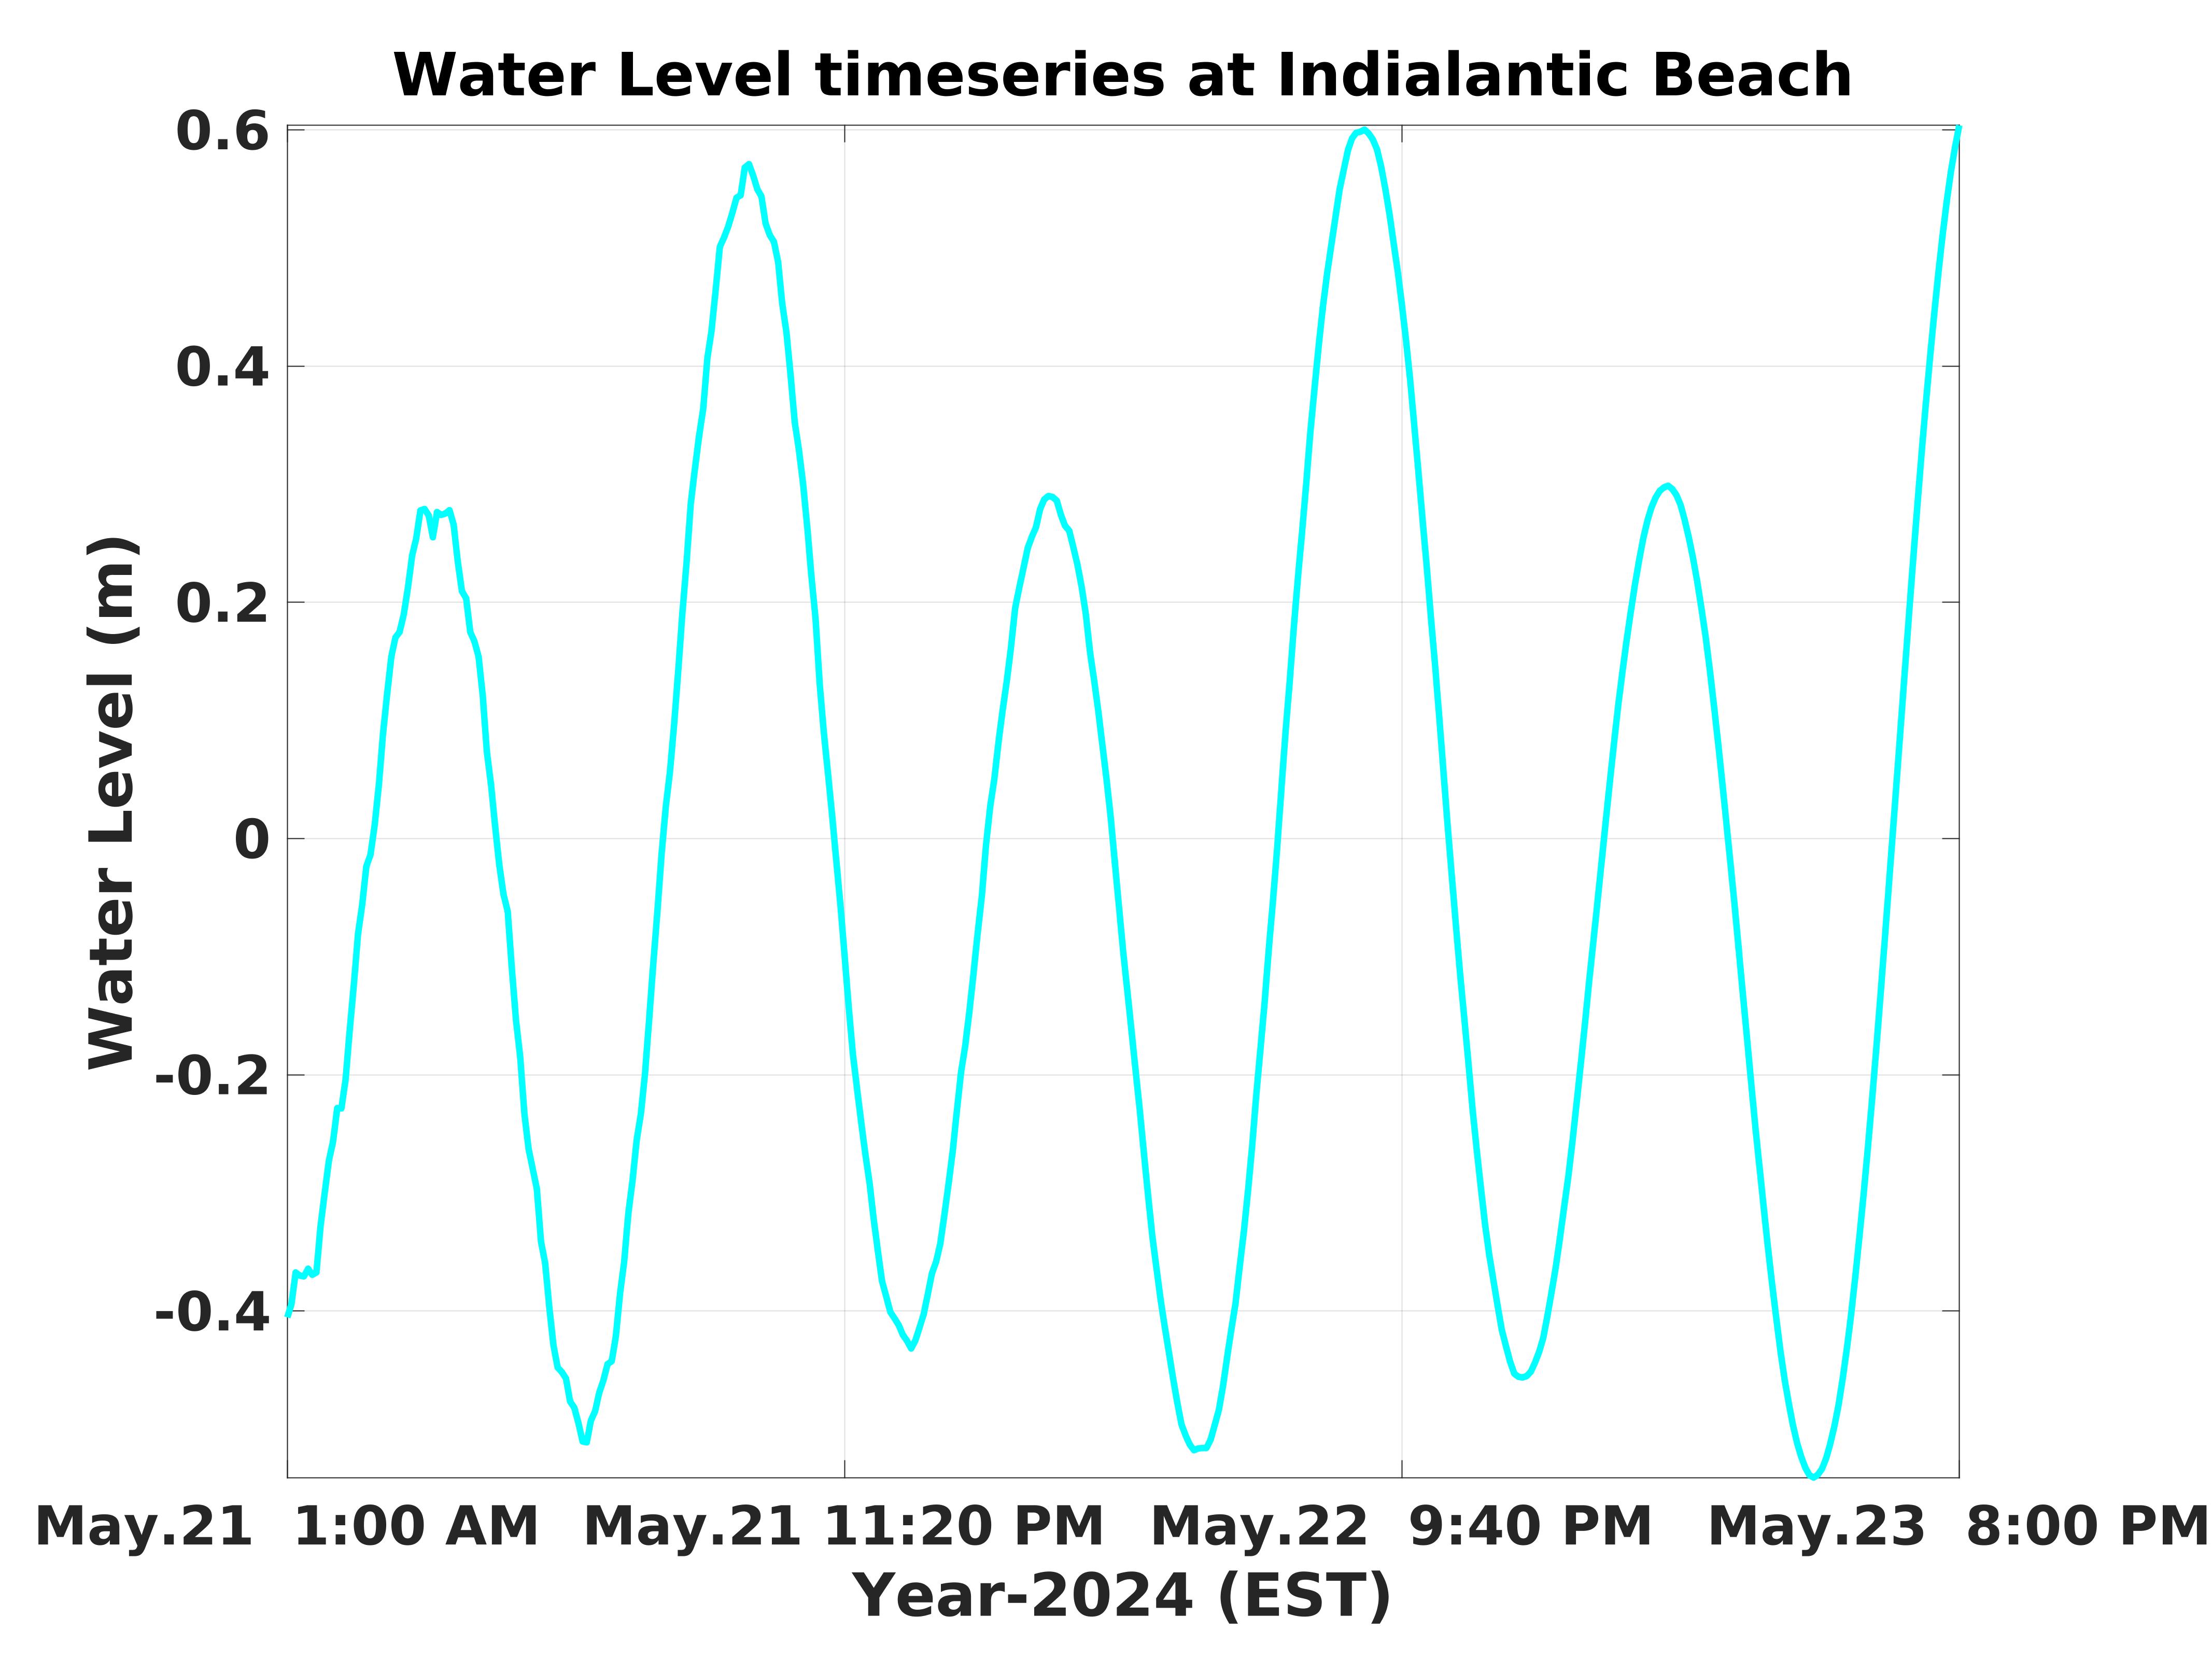 Water Level timeseries at Indialantic Beach
0.6
0.4
0.2
0
-0.2
-0.4
Water Level (m)
May.21 1:00 AM May.21 11:20 PM May.22 9:40 PM May.23 8:00 PM
Year-2024 (EST)